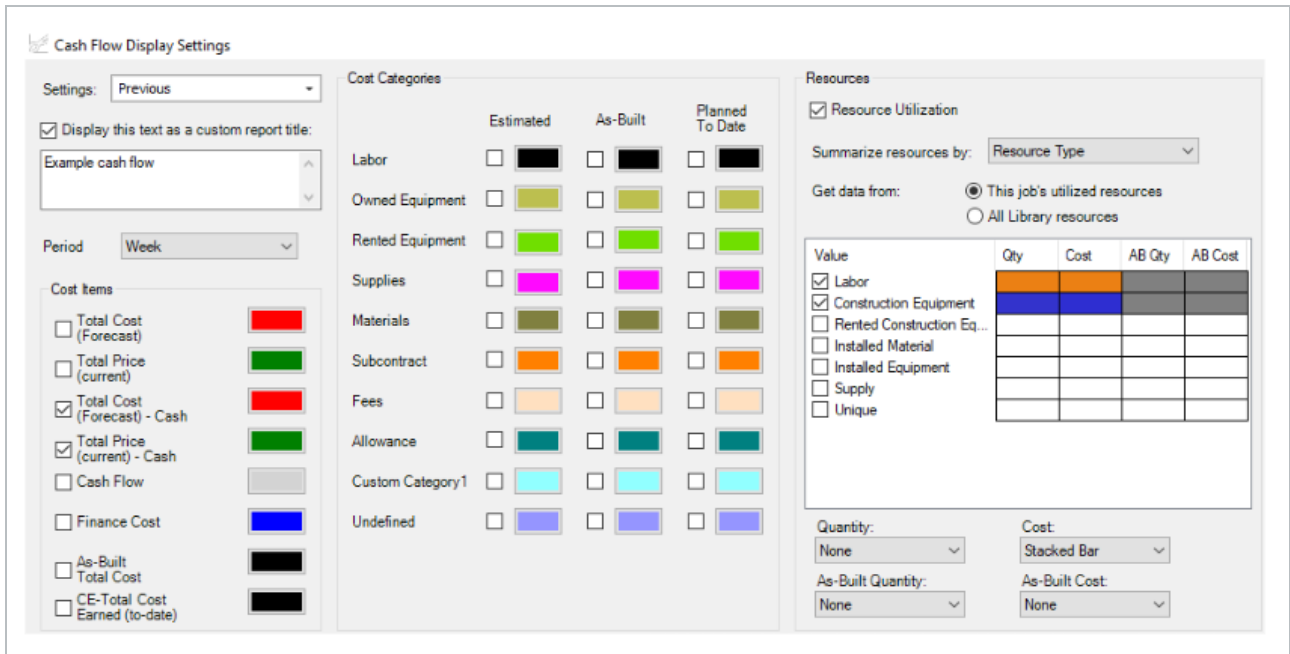 Cash Flow Display Settings
Settings: Previous
Display this text as a custom report title:
Example cash flow
Period Week
Cost Items
Total Cost
(Forecast)
Total Price
(current)
Total Cost
(Forecast) - Cash
Total Price
(current) - Cash
Cash Flow
Finance Cost
As-Built
Total Cost
CE-Total Cost
Earned (to-date)
Cost Categories
Estimated As-Built Planned
To Date
Labor
Owned Equipment
Rented Equipment
Supplies
Materials
Subcontract
Fees
Allowance
Custom Category1
Undefined
Resources
Resource Utilization
Summarize resources by: Resource Type
Get data from: This job's utilized resources
All Library resources
Value Qty Cost AB Qty AB Cost
Labor
Construction Equipment
Rented Construction Eq...
Installed Material
Installed Equipment
Supply
Unique
Quantity: Cost:
None Stacked Bar
As-Built Quantity: As-Built Cost:
None None